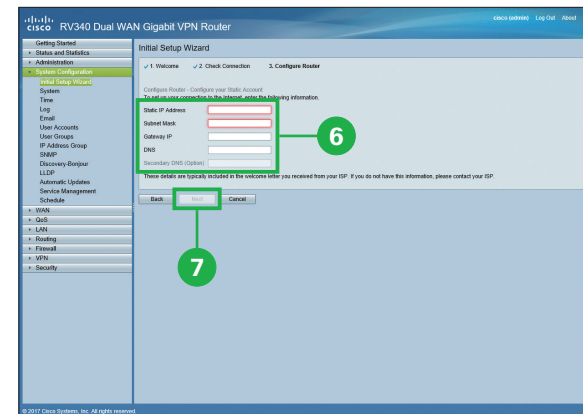 cisco RV340 Dual WAN Gigabit VPN Router
cisco (admin) Log Out About
Getting Started
Status and Statistics
Administration
System Configuration
Initial Setup Wizard
System
Time
Log
Email
User Accounts
User Groups
IP Address Group
SNMP
Discovery-Bonjour
LLDP
Automatic Updates
Service Management
Schedule
WAN
QoS
LAN
Routing
Firewall
VPN
Security
Initial Setup Wizard
1. Welcome 2. Check Connection 3. Configure Router
Configure Router - Configure your Static Account
To set up your connection to the Internet, enter the following information.
Static IP Address
Subnet Mask
Gateway IP
DNS
Secondary DNS (Option)
6
These details are typically included in the welcome letter you received from your ISP. If you do not have this information, please contact your ISP.
Back Next Cancel
7
© 2017 Cisco Systems, Inc. All rights reserved.